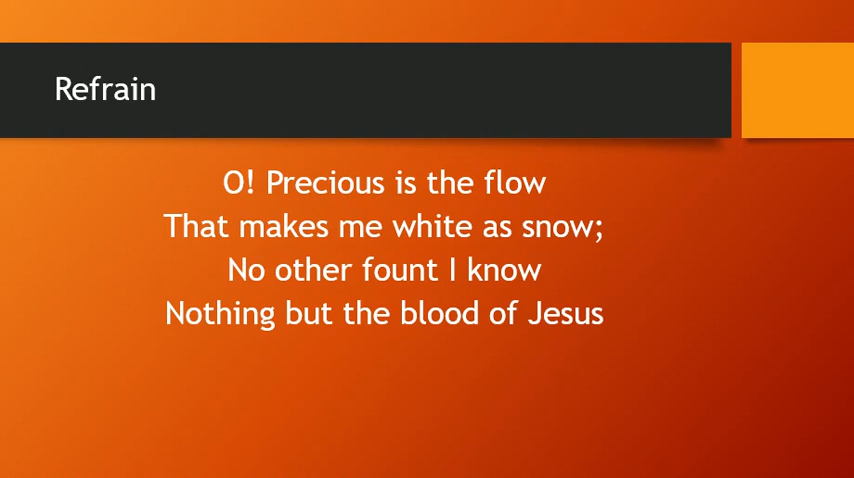 Refrain
O! Precious is the flow
That makes me white as snow;
No other fount I know
Nothing but the blood of Jesus